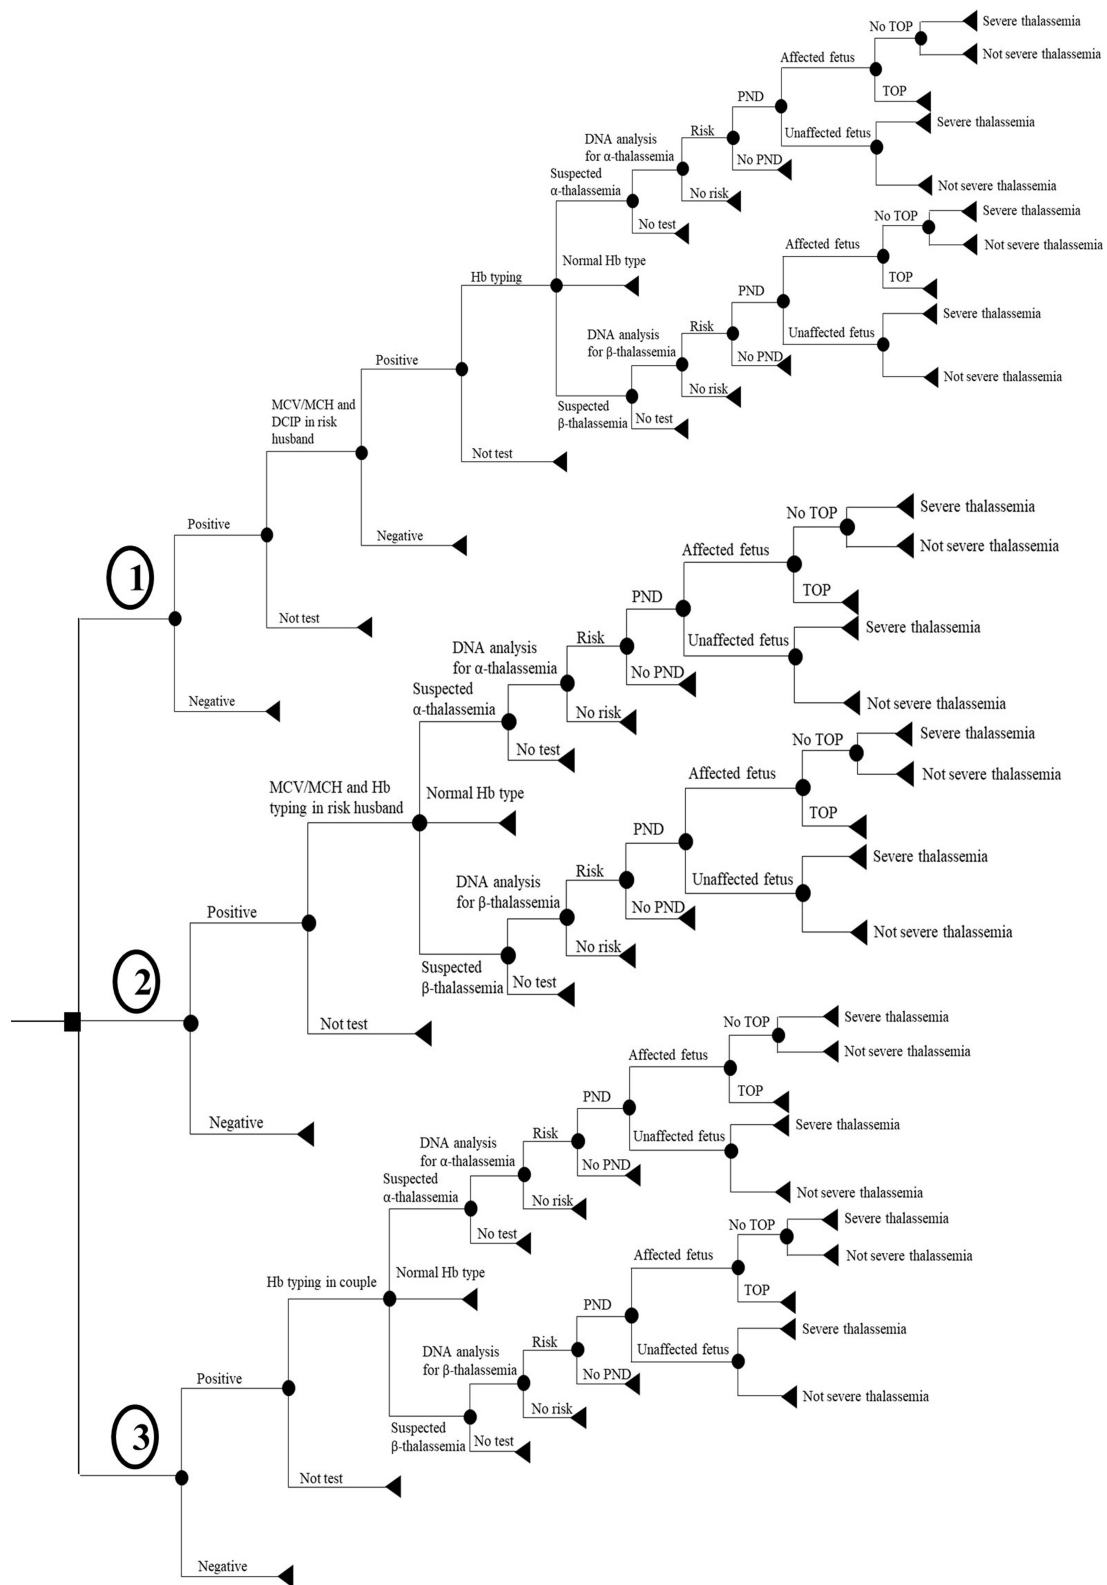 No TOP
Severe thalassemia
Not severe thalassemia
Affected fetus
TOP
PND
Severe thalassemia
Unaffected fetus
Risk
DNA analysis
for α-thalassemia
No PND
Suspected
α-thalassemia
Not severe thalassemia
No risk
No TOP
Severe thalassemia
No test
Affected fetus
Not severe thalassemia
Normal Hb type
Hb typing
TOP
PND
Severe thalassemia
Risk
DNA analysis
for β-thalassemia
Unaffected fetus
No PND
Positive
Not severe thalassemia
No risk
MCV/MCH and
DCIP in risk
husband
Suspected
β-thalassemia
No test
Not test
Positive
Negative
1
No TOP
Severe thalassemia
Not severe thalassemia
Affected fetus
TOP
PND
Not test
Severe thalassemia
Unaffected fetus
Risk
DNA analysis
for α-thalassemia
No PND
Suspected
α-thalassemia
Negative
Not severe thalassemia
No risk
No test
No TOP
Severe thalassemia
Not severe thalassemia
Affected fetus
MCV/MCH and Hb
typing in risk husband
Normal Hb type
TOP
PND
Severe thalassemia
Risk
DNA analysis
for β-thalassemia
Unaffected fetus
No PND
Positive
Not severe thalassemia
No risk
Suspected
β-thalassemia
No test
2
Not test
No TOP
Severe thalassemia
Not severe thalassemia
Affected fetus
TOP
PND
Negative
Severe thalassemia
Risk
Unaffected fetus
DNA analysis
for α-thalassemia
No PND
Suspected
α-thalassemia
Not severe thalassemia
No risk
No TOP
Severe thalassemia
No test
Affected fetus
Not severe thalassemia
Hb typing in couple
Normal Hb type
TOP
PND
Severe thalassemia
Risk
Unaffected fetus
DNA analysis
for β-thalassemia
No PND
Positive
Not severe thalassemia
No risk
Suspected
β-thalassemia
No test
3
Not test
Negative